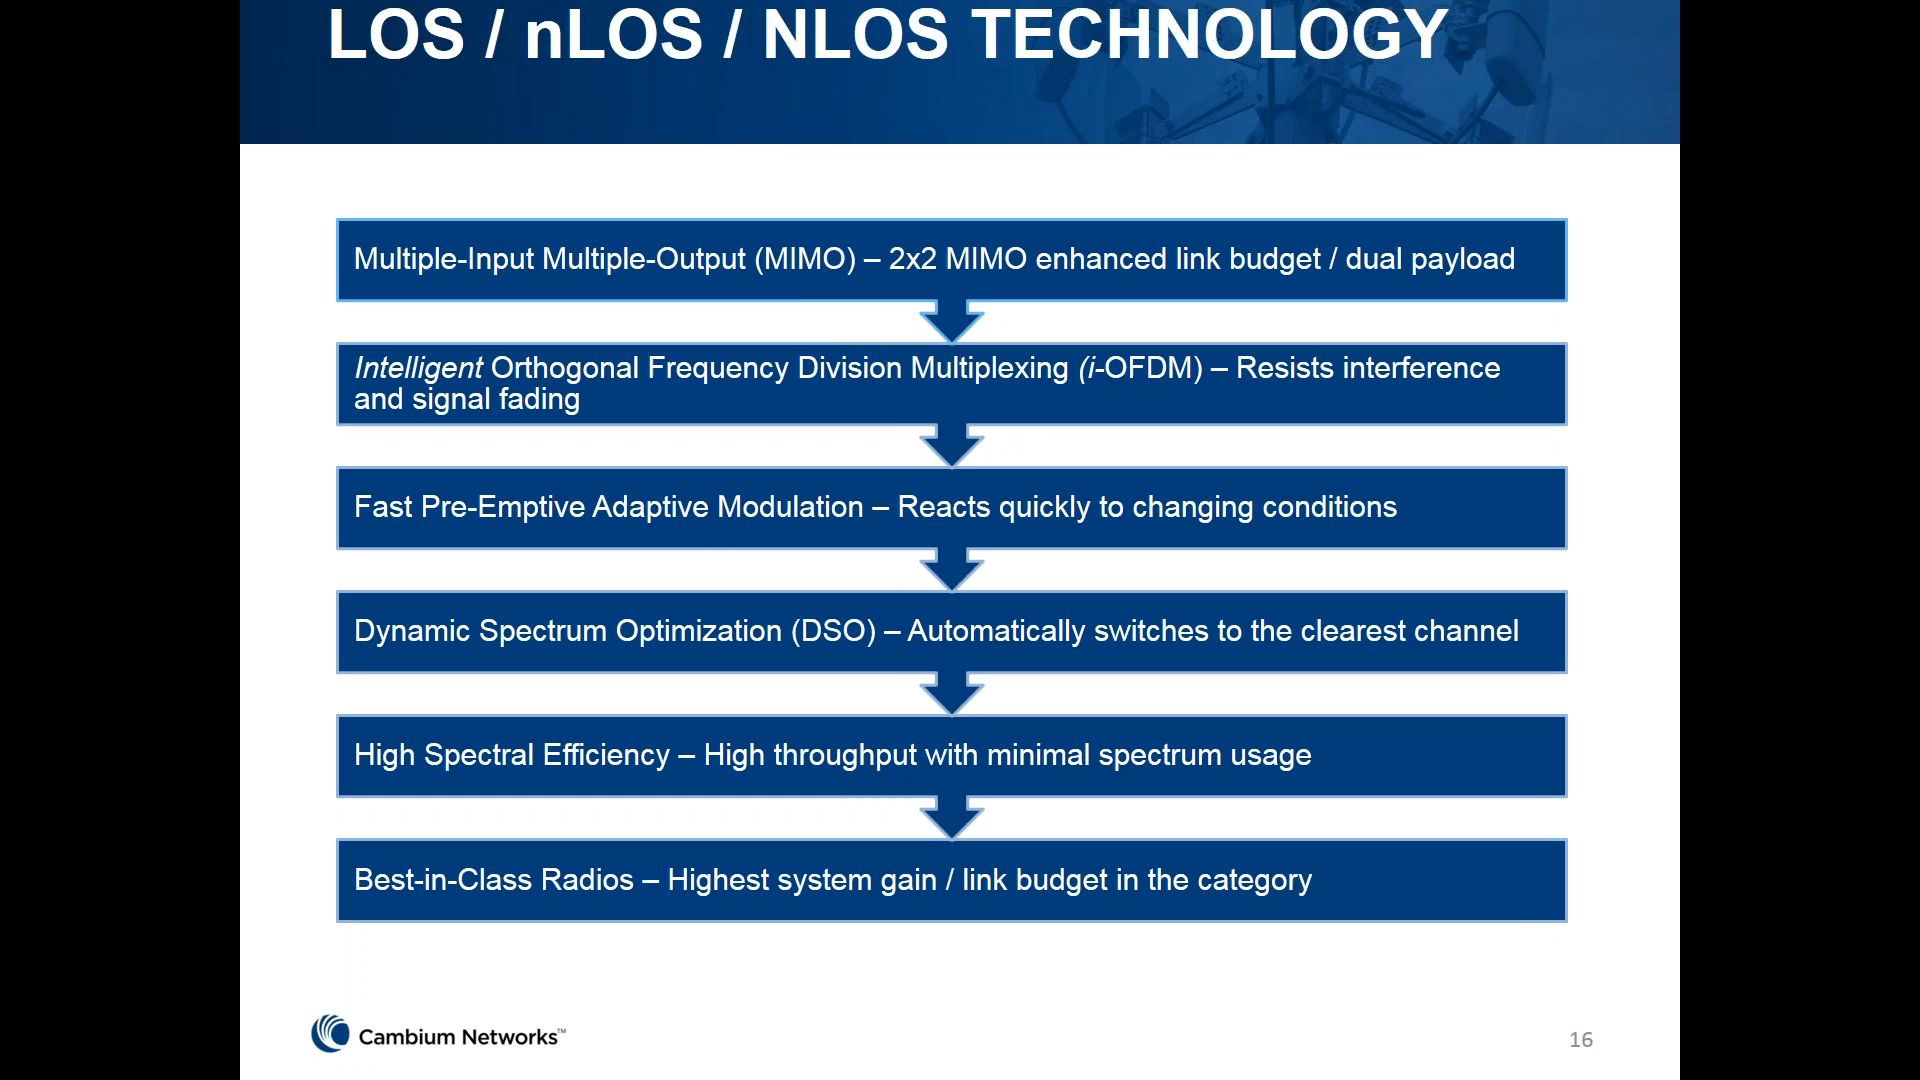 LOS / nLOS / NLOS TECHNOLOGY
Multiple-Input Multiple-Output (MIMO) – 2x2 MIMO enhanced link budget / dual payload
Intelligent Orthogonal Frequency Division Multiplexing (i-OFDM) – Resists interference
and signal fading
Fast Pre-Emptive Adaptive Modulation – Reacts quickly to changing conditions
Dynamic Spectrum Optimization (DSO) – Automatically switches to the clearest channel
High Spectral Efficiency – High throughput with minimal spectrum usage
Best-in-Class Radios – Highest system gain / link budget in the category
Cambium Networks™
16